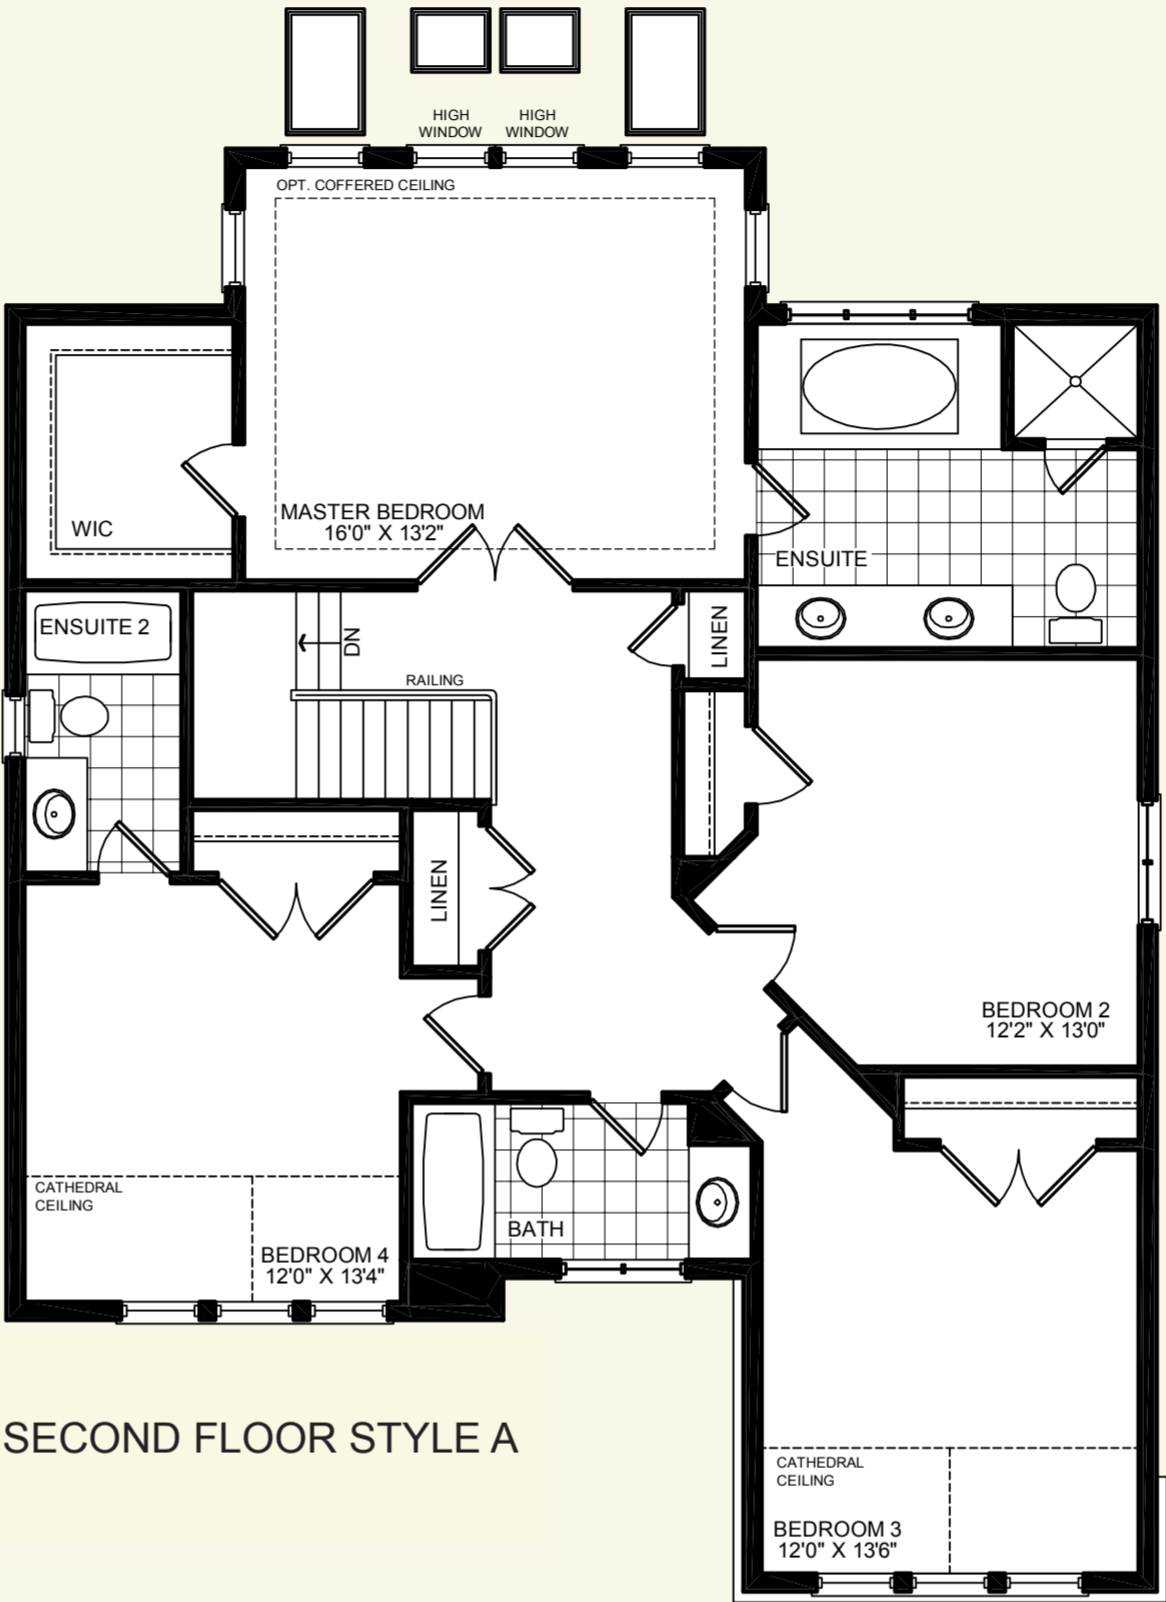 HIGH
WINDOW
HIGH
WINDOW
OPT. COFFERED CEILING
MASTER BEDROOM
16'0" X 13'2"
WIC
ENSUITE
ENSUITE 2
DN
LINEN
RAILING
LINEN
BEDROOM 2
12'2" X 13'0"
CATHEDRAL
CEILING
BEDROOM 4
12'0" X 13'4"
BATH
SECOND FLOOR STYLE A
CATHEDRAL
CEILING
BEDROOM 3
12'0" X 13'6"